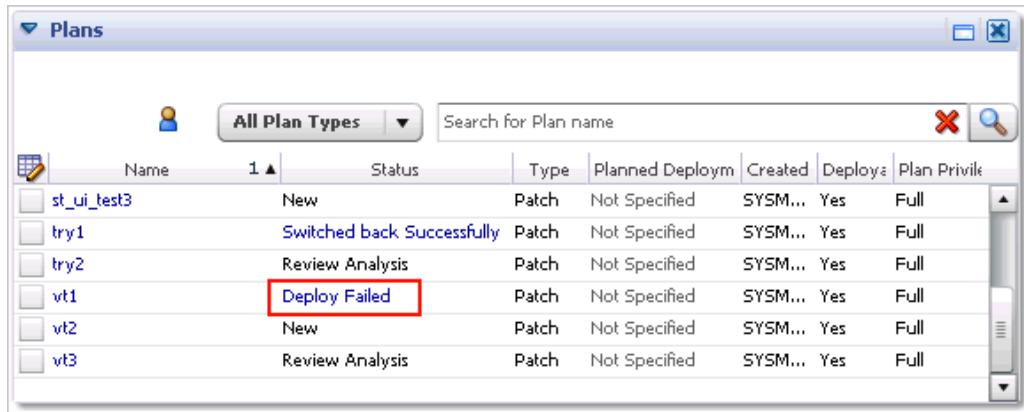 Plans
All Plan Types Search for Plan name
Name 1 Status Type Planned Deploym Created Deploya Plan Privile
st_ui_test3 New Patch Not Specified SYSM... Yes Full
try1 Switched back Successfully Patch Not Specified SYSM... Yes Full
try2 Review Analysis Patch Not Specified SYSM... Yes Full
vt1 Deploy Failed Patch Not Specified SYSM... Yes Full
vt2 New Patch Not Specified SYSM... Yes Full
vt3 Review Analysis Patch Not Specified SYSM... Yes Full